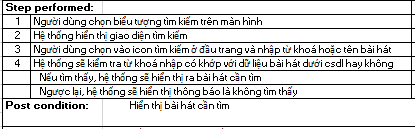 Step performed:
1 Người dùng chọn biểu tượng tìm kiếm trên màn hình
2 Hệ thống hiển thị giao diện tìm kiếm
3 Người dùng chọn vào icon tìm kiếm ở đầu trang và nhập từ khoá hoặc tên bài hát
4 Hệ thống sẽ kiểm tra từ khoá nhập có khớp với dữ liệu bài hát dưới csdl hay không
Nếu tìm thấy, hệ thống sẽ hiển thị ra bài hát cần tìm
Ngược lại, hệ thống sẽ hiển thị thông báo là không tìm thấy
Post condition: Hiển thị bài hát cần tìm